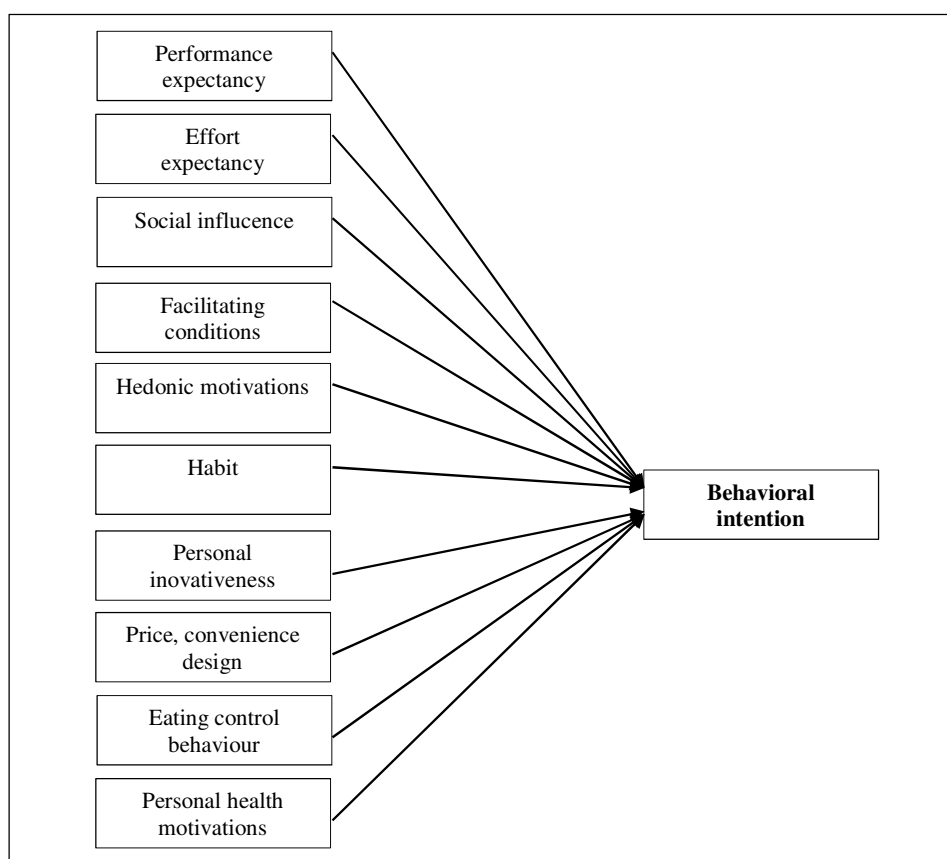 Performance
expectancy
Effort
expectancy
Social influcence
Facilitating
conditions
Hedonic motivations
Habit
Personal
inovativeness
Price, convenience
design
Eating control
behaviour
Personal health
motivations
Behavioral
intention